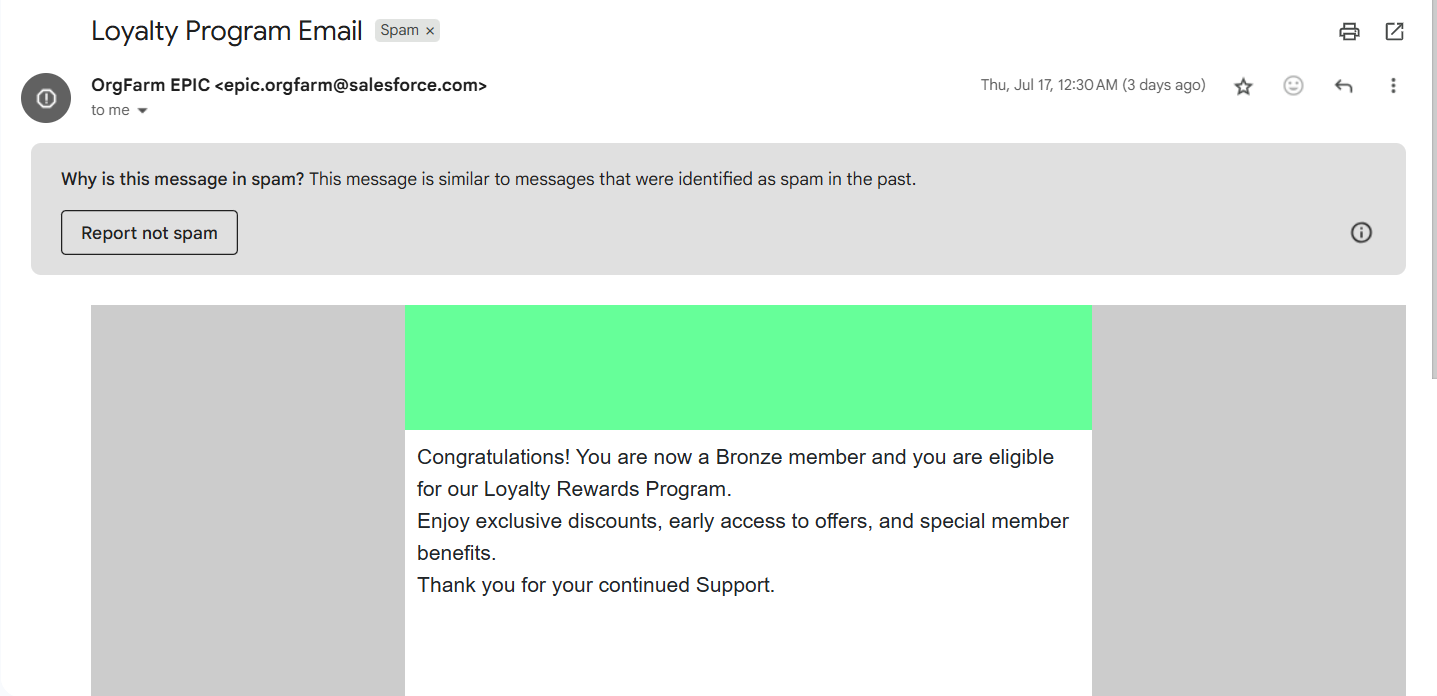 Loyalty Program Email Spam ×
OrgFarm EPIC <epic.orgfarm@salesforce.com> Thu, Jul 17, 12:30 AM (3 days ago)
to me
Why is this message in spam? This message is similar to messages that were identified as spam in the past.
Report not spam
Congratulations! You are now a Bronze member and you are eligible
for our Loyalty Rewards Program.
Enjoy exclusive discounts, early access to offers, and special member
benefits.
Thank you for your continued Support.